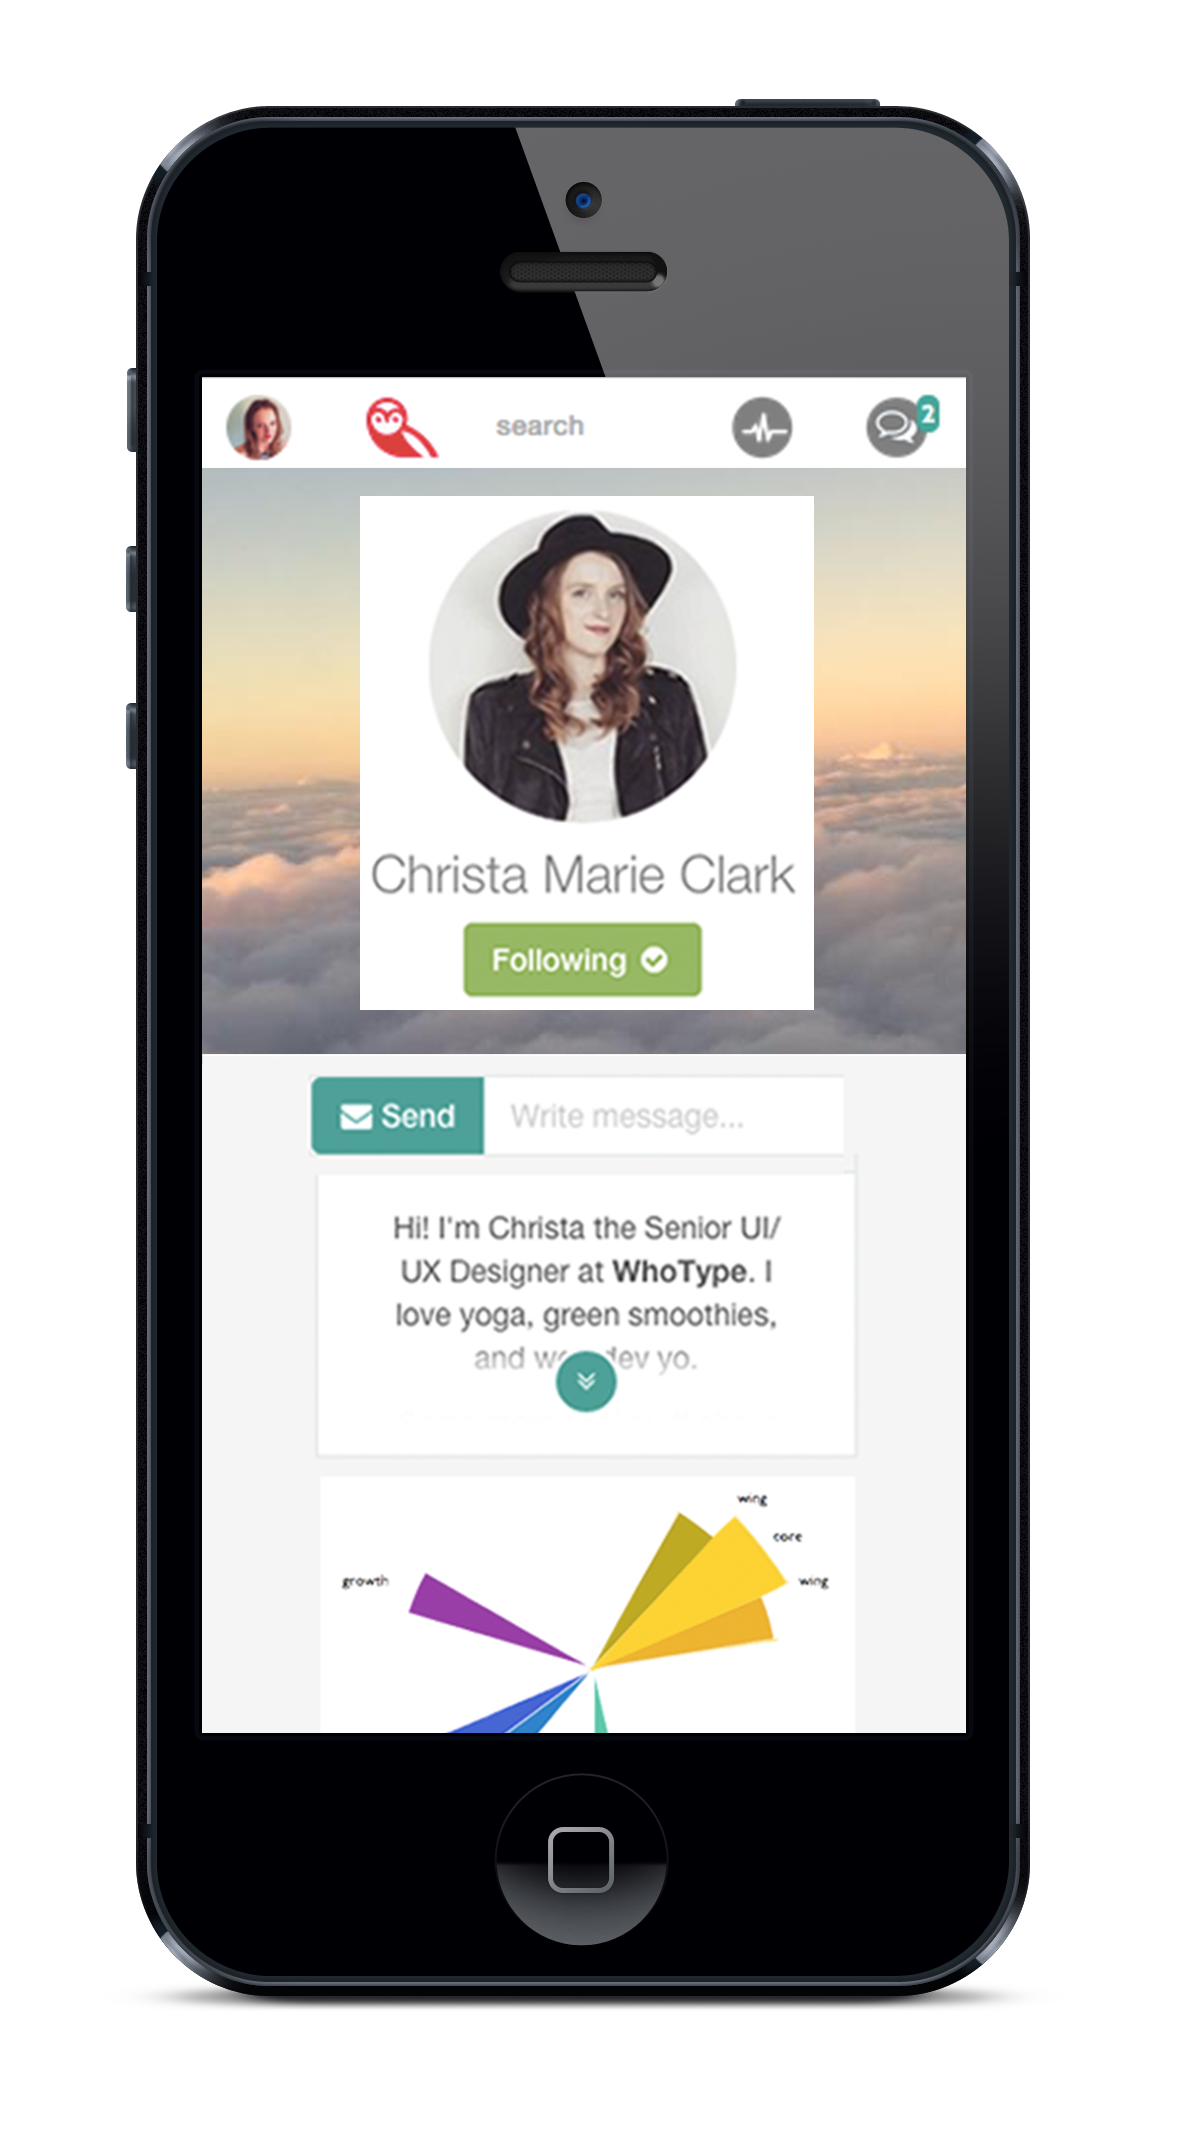 search
2
Christa Marie Clark
Following
Send
Write message...
Hi! I'm Christa the Senior UI/
UX Designer at WhoType. I
love yoga, green smoothies,
and dev yo.
wing
core
growth
wing